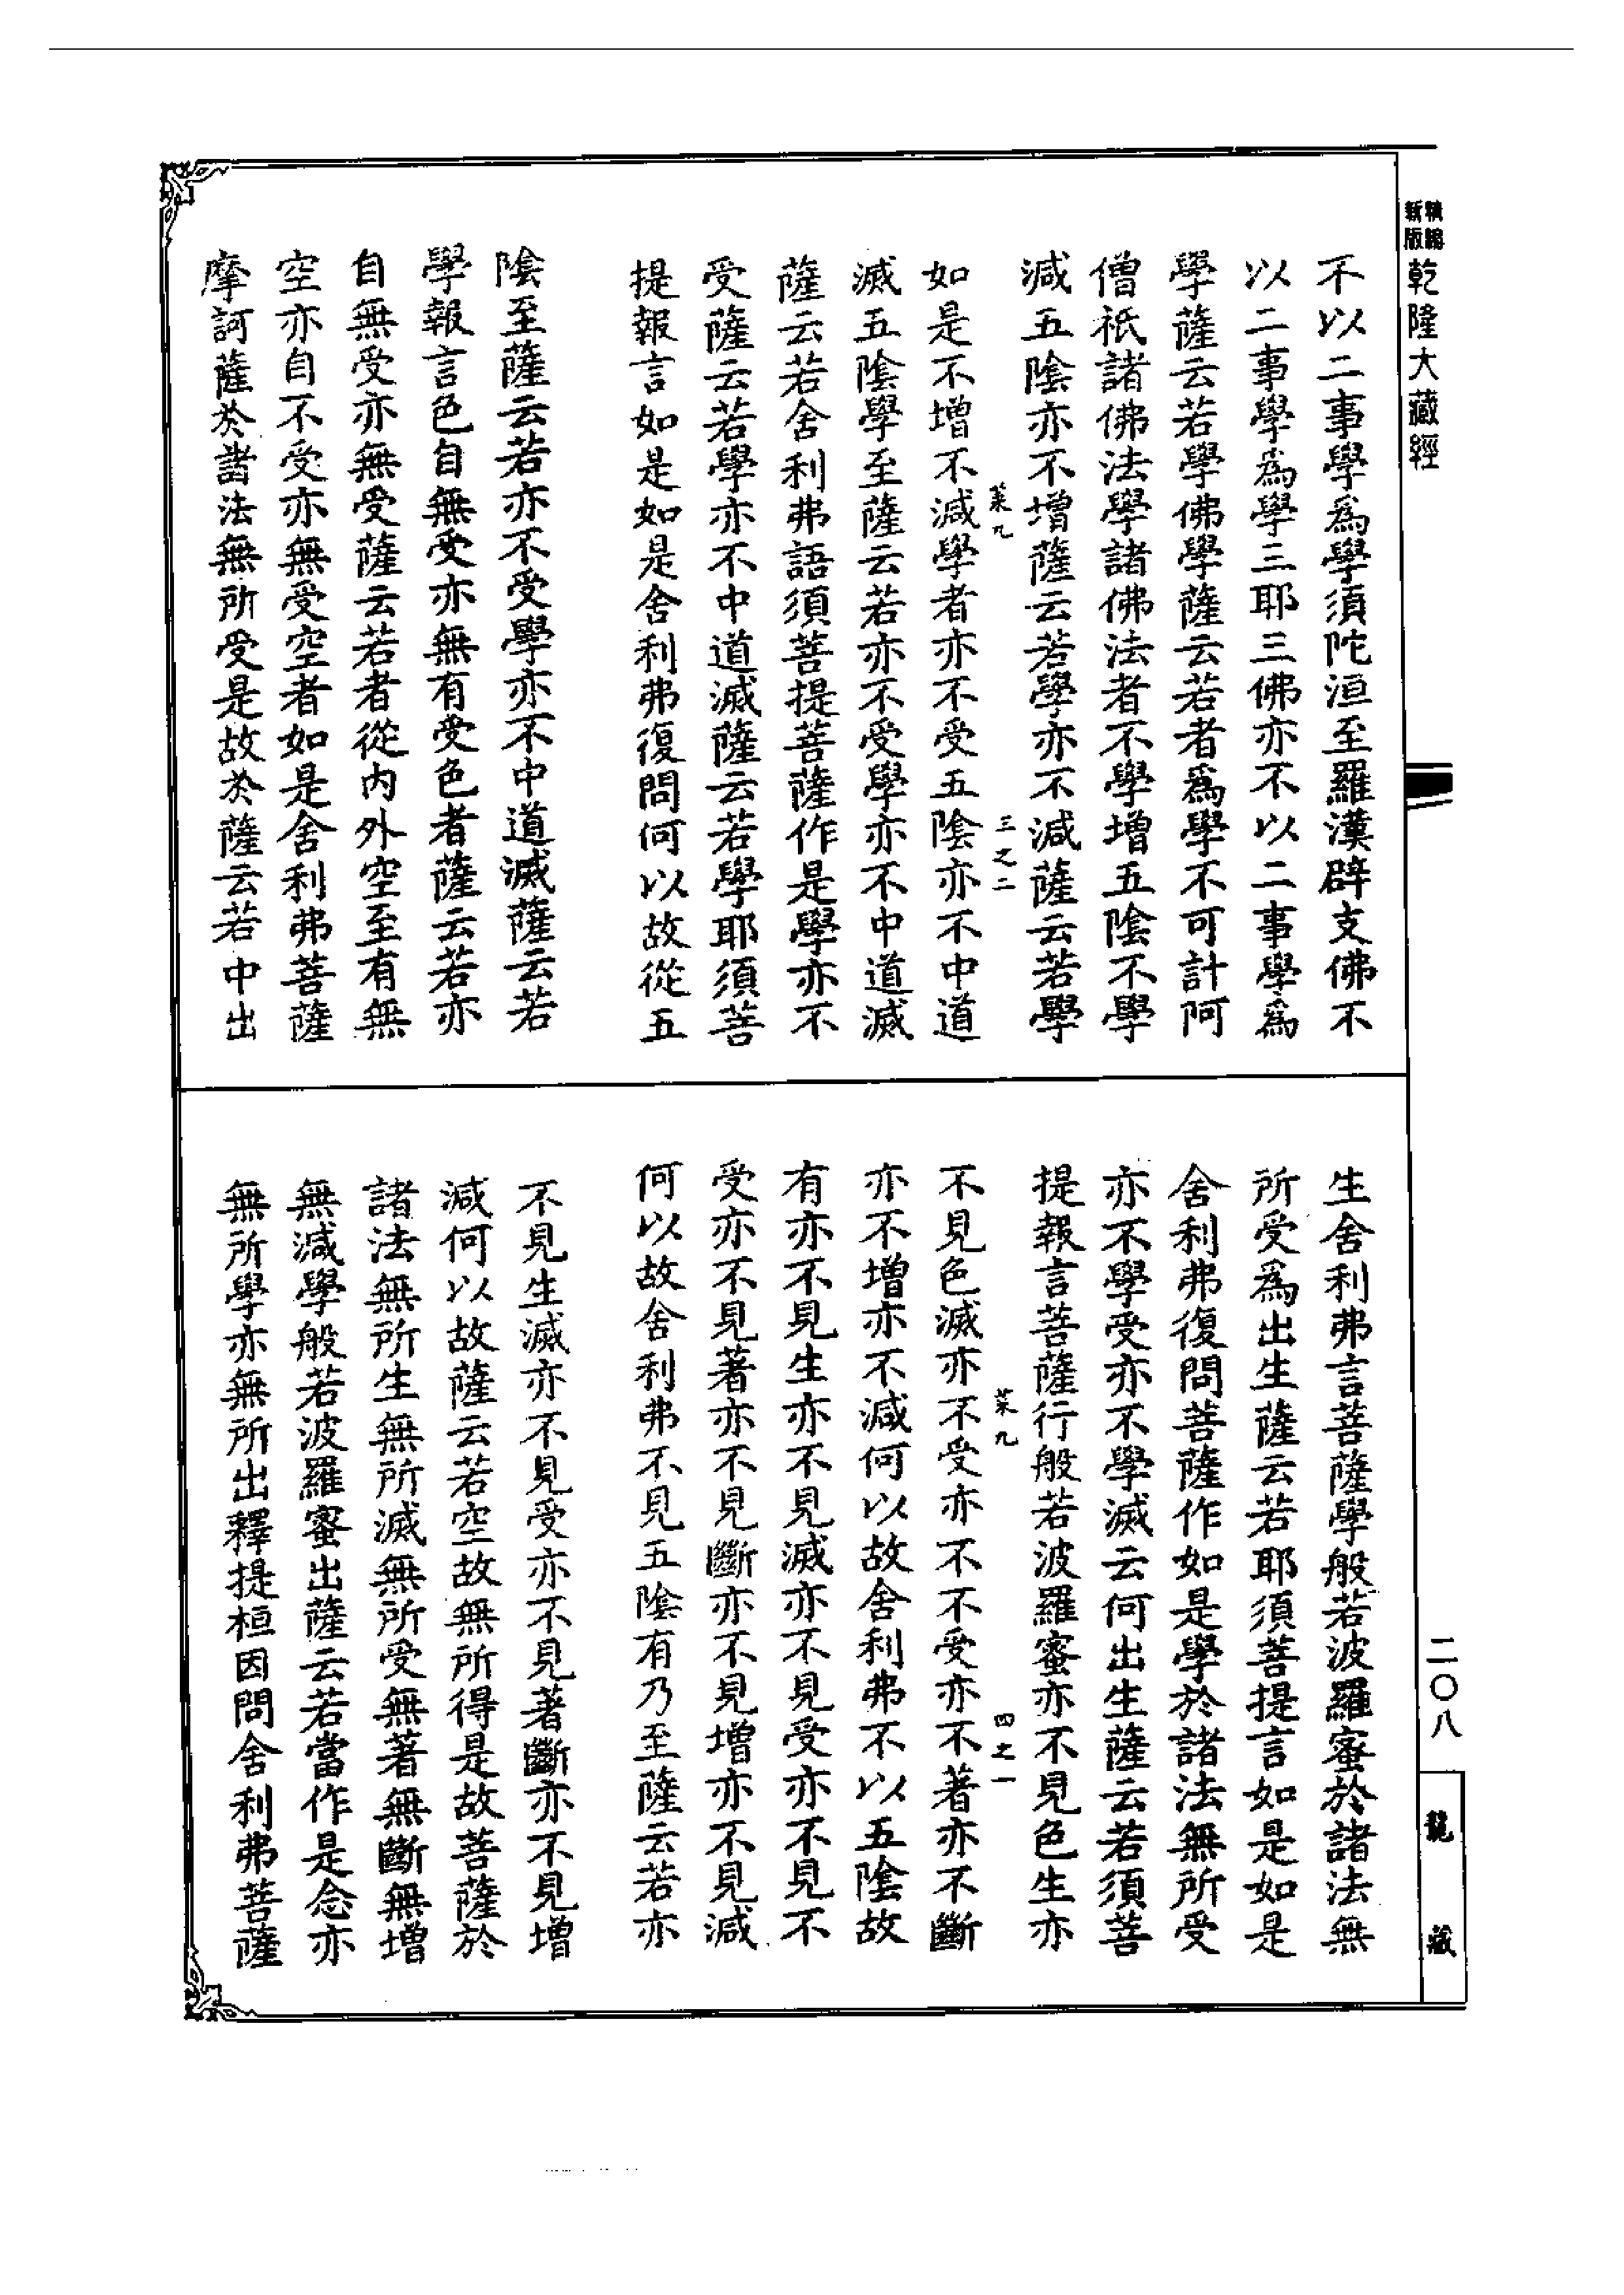 精編
新版
乾隆大藏經
不以二事學爲學須陀洹至羅漢辟支佛不
以二事學爲學三耶三佛亦不以二事學爲
學薩云若學佛學薩云若者爲學不可計阿
僧祇諸佛法學諸佛法者不學增五陰不學
減五陰亦不增薩云若學亦不減薩云若學
菜九
三之二
如是不增不減學者亦不受五陰亦不中道
滅五陰學至薩云若亦不受學亦不中道滅
薩云若舍利弗語須菩提菩薩作是學亦不
受薩云若學亦不中道滅薩云若學耶須菩
提報言如是如是舍利弗復問何以故從五
陰至薩云若亦不受學亦不中道滅薩云若
學報言色自無受亦無有受色者薩云若亦
自無受亦無受薩云若者從內外空至有無
空亦自不受亦無受空者如是舍利弗菩薩
摩訶薩於諸法無所受是故於薩云若中出
生舍利弗言菩薩學般若波羅蜜於諸法無
所受爲出生薩云若耶須菩提言如是如是
舍利弗復問菩薩作如是學於諸法無所受
亦不學受亦不學滅云何出生薩云若須菩
提報言菩薩行般若波羅蜜亦不見色生亦
菜九
四之一
不見色滅亦不受亦不不受亦不著亦不斷
亦不增亦不減何以故舍利弗不以五陰故
有亦不見生亦不見滅亦不見受亦不見不
受亦不見著亦不見斷亦不見增亦不見減
何以故舍利弗不見五陰有乃至薩云若亦
不見生滅亦不見受亦不見著斷亦不見增
減何以故薩云若空故無所得是故菩薩於
諸法無所生無所滅無所受無著無斷無增
無減學般若波羅蜜出薩云若當作是念亦
無所學亦無所出釋提桓因問舍利弗菩薩
二〇八
龍藏